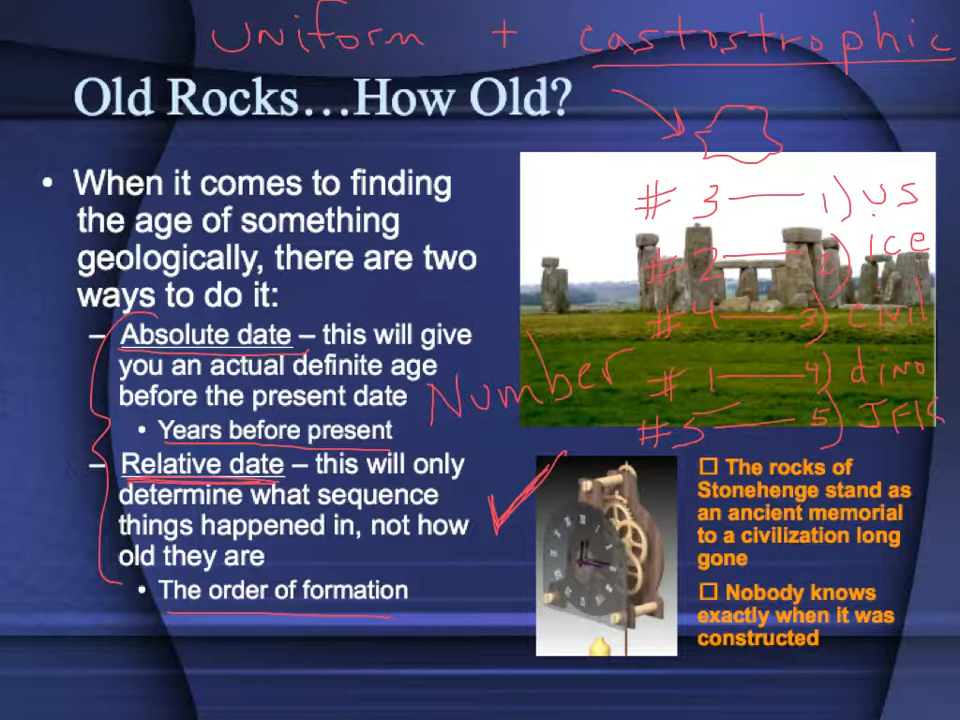 uniform + castostrophic
Old Rocks…How Old?
• When it comes to finding
the age of something
geologically, there are two
ways to do it:
– Absolute date – this will give
you an actual definite age
before the present date
• Years before present
– Relative date – this will only
determine what sequence
things happened in, not how
old they are
• The order of formation
Number
# 3 — 1) US
# 2 — 2) ice
# 4 — 3) civil
# 1 — 4) dino
# 5 — 5) JFK
□ The rocks of
Stonehenge stand as
an ancient memorial
to a civilization long
gone
□ Nobody knows
exactly when it was
constructed